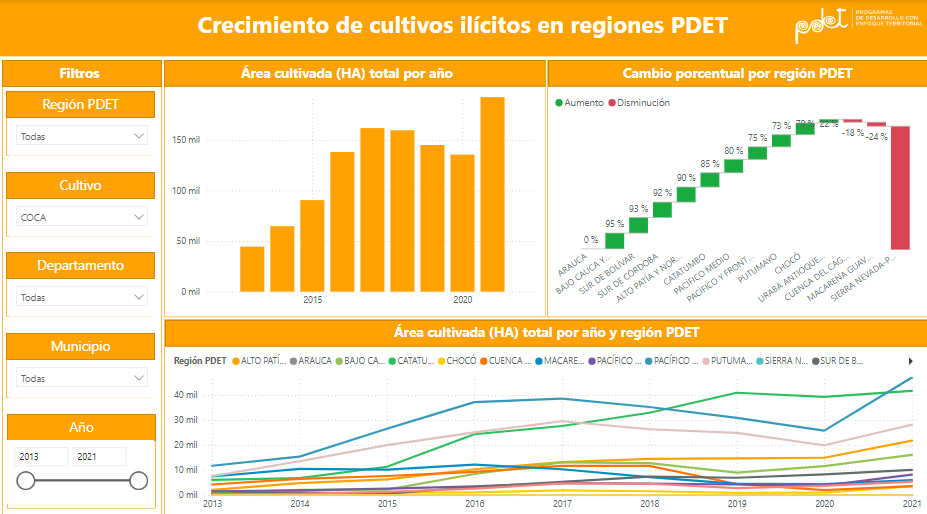 Crecimiento de cultivos ilícitos en regiones PDET
pdet
PROGRAMAS
DE DESARROLLO CON
ENFOQUE TERRITORIAL
Filtros
Región PDET
Todas
Cultivo
COCA
Departamento
Todas
Municipio
Todas
Año
2013 2021
Área cultivada (HA) total por año
150 mil
100 mil
50 mil
0 mil
2015 2020
Cambio porcentual por región PDET
Aumento Disminución
0 % 95 % 93 % 92 % 90 % 85 % 80 % 75 % 73 % 70 % 22 % -18 % -24 %
ARAUCA
BAJO CAUCA Y...
SUR DE BOLÍVAR
SUR DE CÓRDOBA
ALTO PATÍA Y NOR...
CATATUMBO
PACÍFICO MEDIO
PACÍFICO Y FRONT...
PUTUMAYO
CHOCÓ
URABÁ ANTIOQUE...
CUENCA DEL CAG...
MACARENA GUAV...
SIERRA NEVADA-P...
Área cultivada (HA) total por año y región PDET
Región PDET ALTO PATÍ... ARAUCA BAJO CA... CATATU... CHOCÓ CUENCA ... MACARE... PACÍFICO ... PACÍFICO ... PUTUMA... SIERRA N... SUR DE B...
40 mil
30 mil
20 mil
10 mil
0 mil
2013 2014 2015 2016 2017 2018 2019 2020 2021